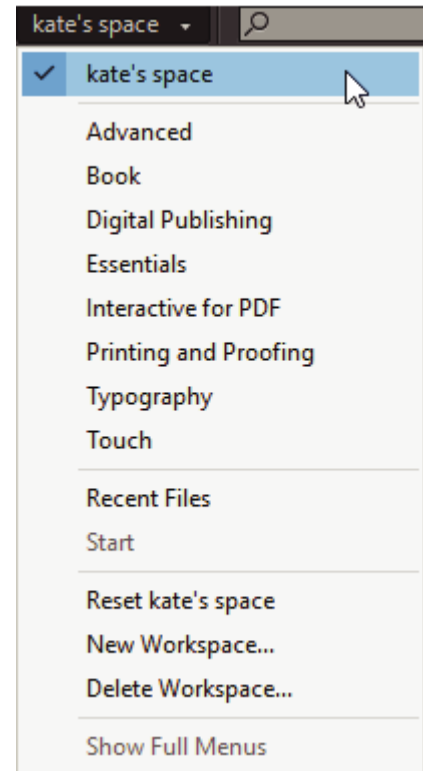 kate's space
kate's space
Advanced
Book
Digital Publishing
Essentials
Interactive for PDF
Printing and Proofing
Typography
Touch
Recent Files
Start
Reset kate's space
New Workspace...
Delete Workspace...
Show Full Menus